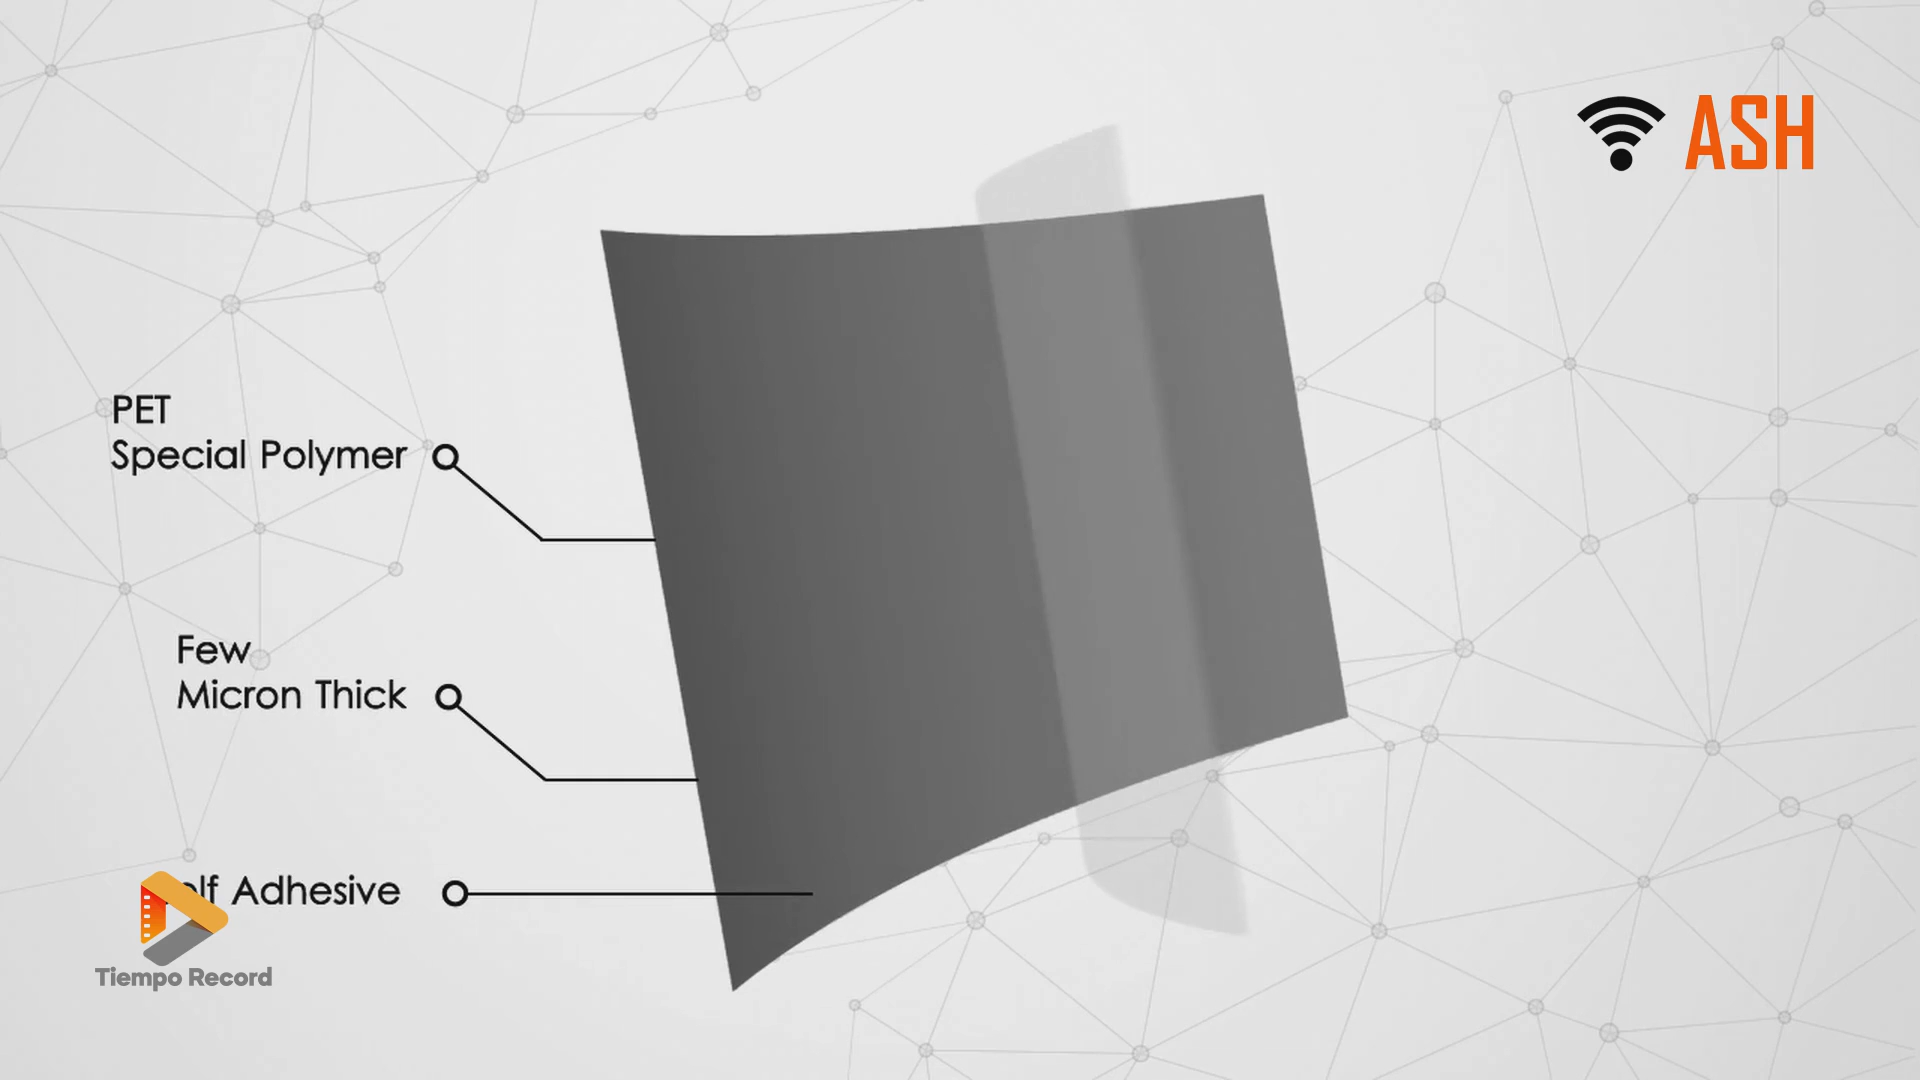 ASH
PET
Special Polymer
Few
Micron Thick
Adhesive
Tiempo Record